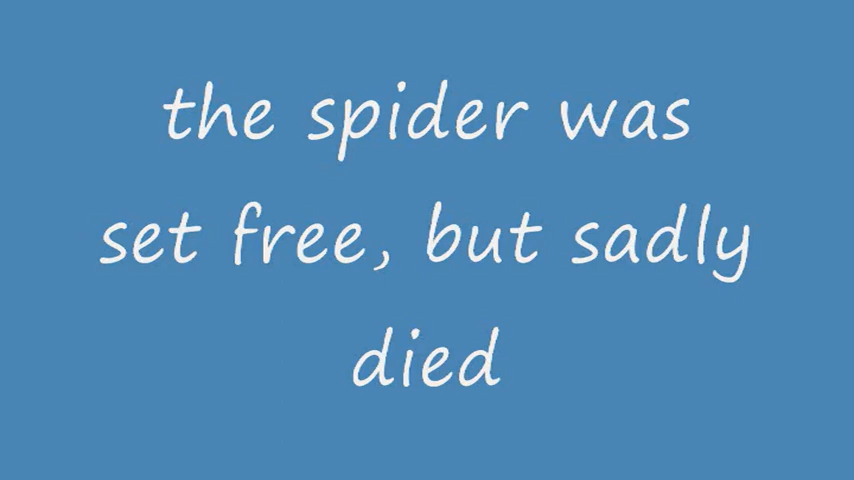 the spider was
set free, but sadly
died